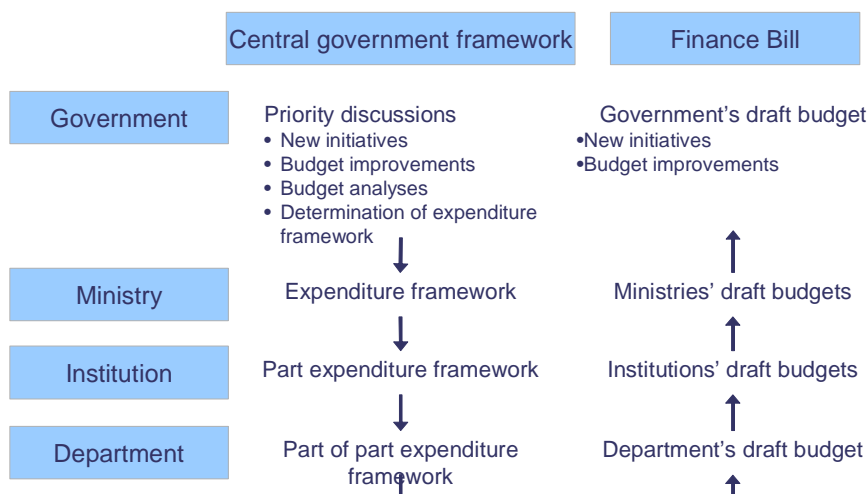 Central government framework
Finance Bill
Government
Priority discussions
• New initiatives
• Budget improvements
• Budget analyses
• Determination of expenditure
framework
Government’s draft budget
•New initiatives
•Budget improvements
Ministry
Expenditure framework
Ministries’ draft budgets
Institution
Part expenditure framework
Institutions’ draft budgets
Department
Part of part expenditure
framework
Department’s draft budget